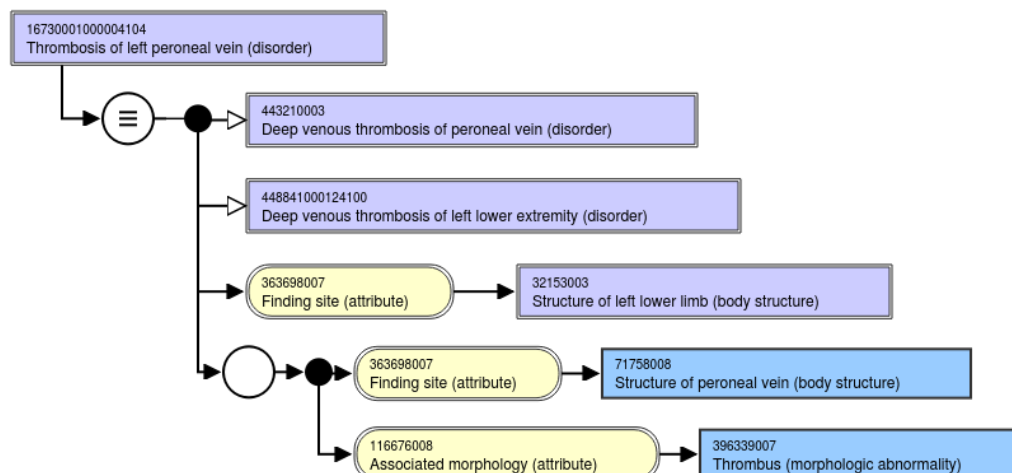 16730001000004104
Thrombosis of left peroneal vein (disorder)
443210003
Deep venous thrombosis of peroneal vein (disorder)
448841000124100
Deep venous thrombosis of left lower extremity (disorder)
363698007
Finding site (attribute)
32153003
Structure of left lower limb (body structure)
363698007
Finding site (attribute)
71758008
Structure of peroneal vein (body structure)
116676008
Associated morphology (attribute)
396339007
Thrombus (morphologic abnormality)